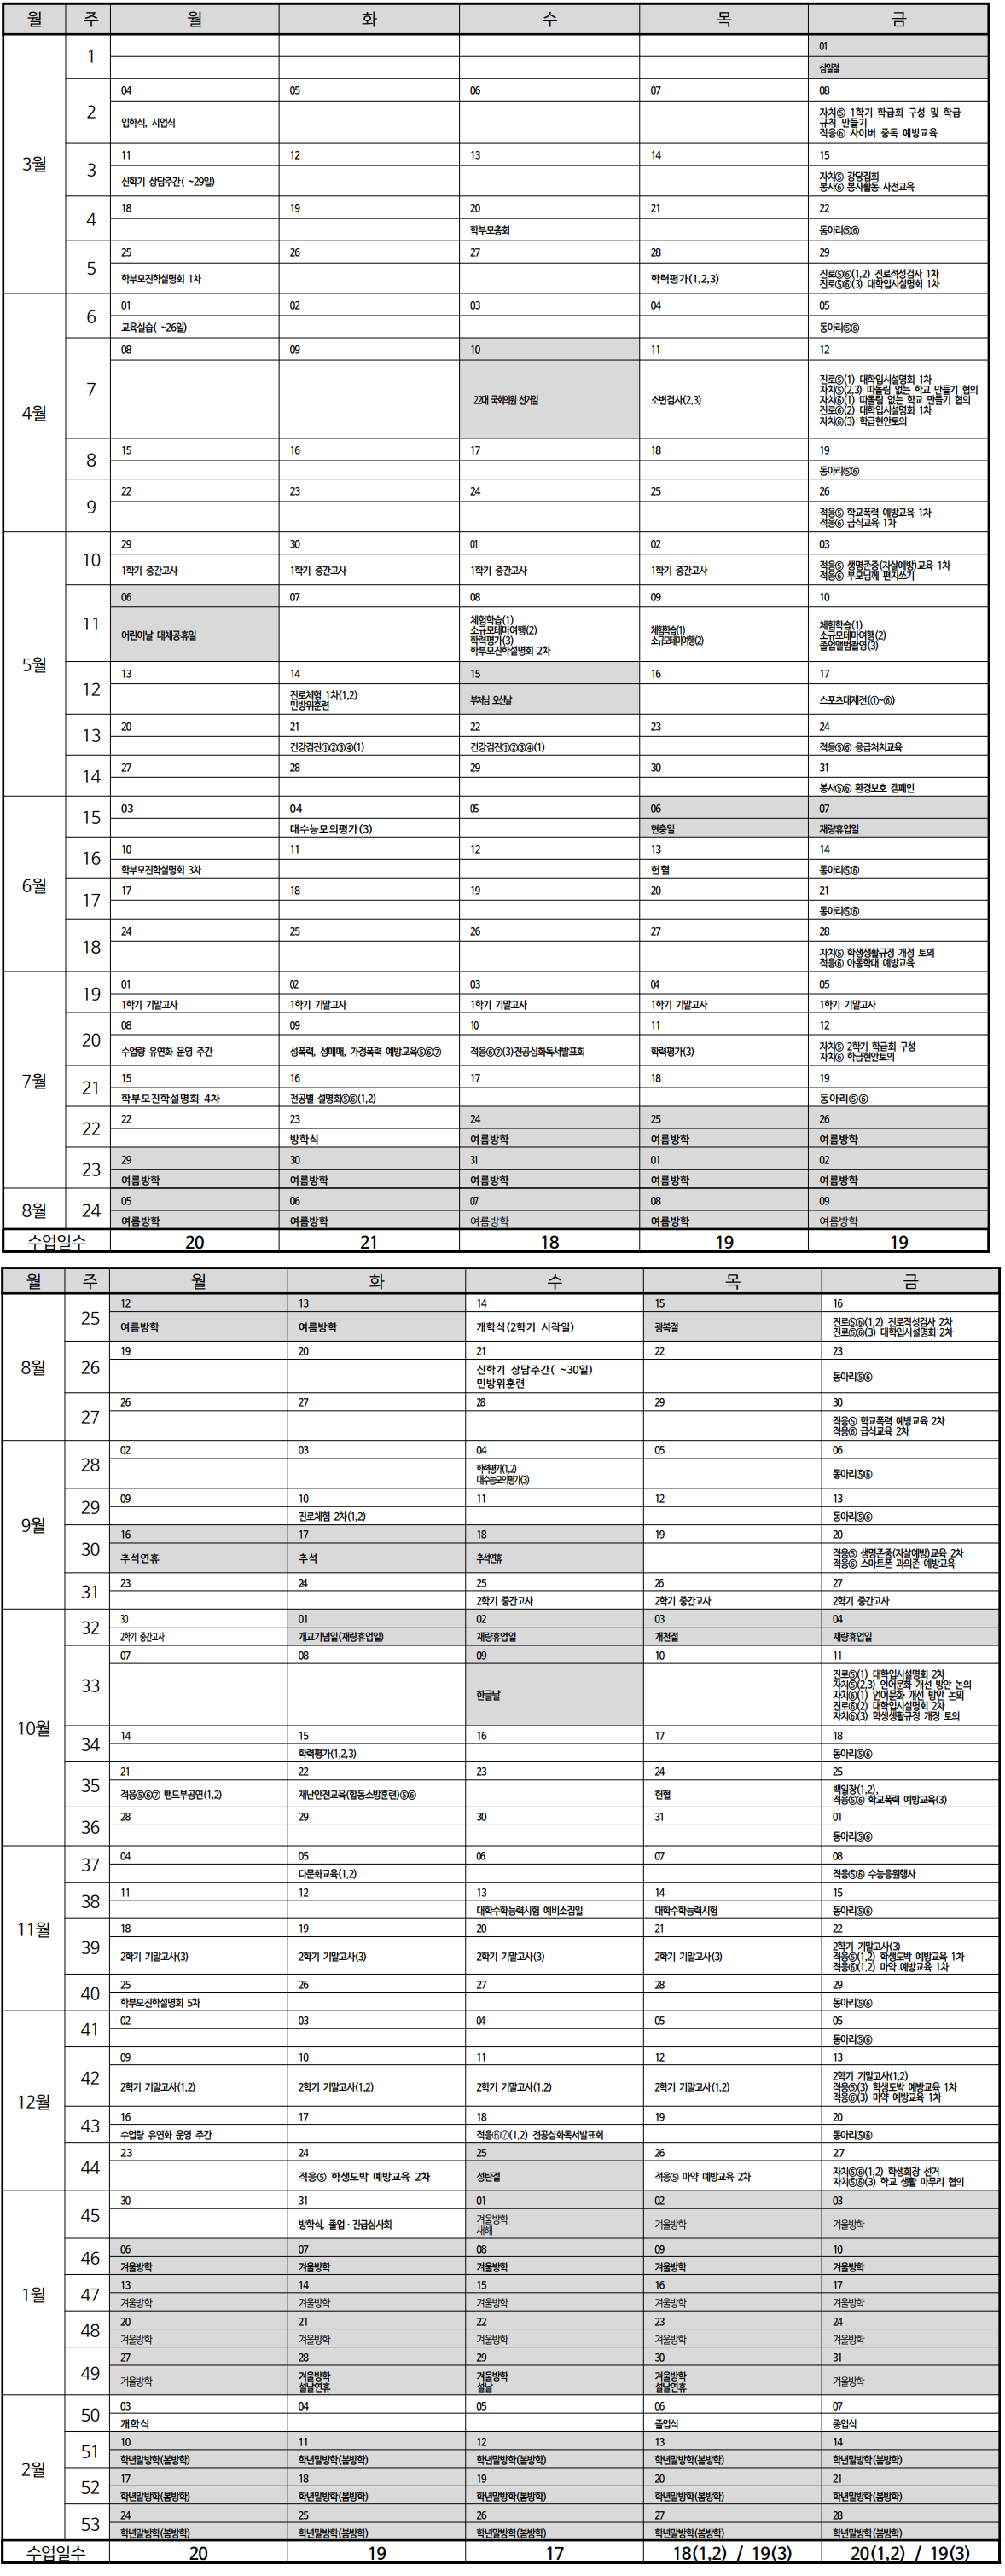 월 주 월 화 수 목 금
3월
1
01
삼일절
2
04 05 06 07 08
입학식, 시업식
자치⑤ 1학기 학급회 구성 및 학급
규칙 만들기
적응⑥ 사이버 중독 예방교육
3
11 12 13 14 15
신학기 상담주간( ~29일)
자치⑤ 강당집회
봉사⑥ 봉사활동 사전교육
4
18 19 20 21 22
학부모총회
동아리⑤⑥
5
25 26 27 28 29
학부모진학설명회 1차
학력평가(1,2,3)
진로⑤⑥(1,2) 진로적성검사 1차
진로⑤⑥(3) 대학입시설명회 1차
4월
6
01 02 03 04 05
교육실습( ~26일)
동아리⑤⑥
7
08 09 10 11 12
22대 국회의원 선거일
소변검사(2,3)
진로⑤(1) 대학입시설명회 1차
자치⑤(2,3) 따돌림 없는 학교 만들기 협의
자치⑥(1) 따돌림 없는 학교 만들기 협의
진로⑥(2) 대학입시설명회 1차
자치⑥(3) 학급현안토의
8
15 16 17 18 19
동아리⑤⑥
9
22 23 24 25 26
적응⑤ 학교폭력 예방교육 1차
적응⑥ 급식교육 1차
5월
10
29 30 01 02 03
1학기 중간고사 1학기 중간고사 1학기 중간고사 1학기 중간고사
적응⑤ 생명존중(자살예방)교육 1차
적응⑥ 부모님께 편지쓰기
11
06 07 08 09 10
어린이날 대체공휴일
체험학습(1)
소규모테마여행(2)
학력평가(3)
학부모진학설명회 2차
체험학습(1)
소규모테마여행(2)
체험학습(1)
소규모테마여행(2)
졸업앨범촬영(3)
12
13 14 15 16 17
진로체험 1차(1,2)
민방위훈련
부처님 오신날
스포츠대제전(①~⑥)
13
20 21 22 23 24
건강검진①②③④(1) 건강검진①②③④(1) 적응⑤⑥ 응급처치교육
14
27 28 29 30 31
봉사⑤⑥ 환경보호 캠페인
6월
15
03 04 05 06 07
대수능모의평가(3) 현충일 재량휴업일
16
10 11 12 13 14
학부모진학설명회 3차 헌혈 동아리⑤⑥
17
17 18 19 20 21
동아리⑤⑥
18
24 25 26 27 28
자치⑤ 학생생활규정 개정 토의
적응⑥ 아동학대 예방교육
7월
19
01 02 03 04 05
1학기 기말고사 1학기 기말고사 1학기 기말고사 1학기 기말고사 1학기 기말고사
20
08 09 10 11 12
수업량 유연화 운영 주간 성폭력, 성매매, 가정폭력 예방교육⑤⑥⑦ 적응⑥⑦(3)전공심화독서발표회 학력평가(3)
자치⑤ 2학기 학급회 구성
자치⑥ 학급현안토의
21
15 16 17 18 19
학부모진학설명회 4차 전공별 설명회⑤⑥(1,2) 동아리⑤⑥
22
22 23 24 25 26
방학식 여름방학 여름방학 여름방학
23
29 30 31 01 02
여름방학 여름방학 여름방학 여름방학 여름방학
8월
24
05 06 07 08 09
여름방학 여름방학 여름방학 여름방학 여름방학
수업일수 20 21 18 19 19
월 주 월 화 수 목 금
8월
25
12 13 14 15 16
여름방학 여름방학 개학식(2학기 시작일) 광복절
진로⑤⑥(1,2) 진로적성검사 2차
진로⑤⑥(3) 대학입시설명회 2차
26
19 20 21 22 23
신학기 상담주간( ~30일)
민방위훈련
동아리⑤⑥
27
26 27 28 29 30
적응⑤ 학교폭력 예방교육 2차
적응⑥ 급식교육 2차
9월
28
02 03 04 05 06
학력평가(1,2)
대수능모의평가(3)
동아리⑤⑥
29
09 10 11 12 13
진로체험 2차(1,2) 동아리⑤⑥
30
16 17 18 19 20
추석연휴 추석 추석연휴
적응⑤ 생명존중(자살예방)교육 2차
적응⑥ 스마트폰 과의존 예방교육
31
23 24 25 26 27
2학기 중간고사 2학기 중간고사 2학기 중간고사
10월
32
30 01 02 03 04
2학기 중간고사 개교기념일(재량휴업일) 재량휴업일 개천절 재량휴업일
33
07 08 09 10 11
한글날
진로⑤(1) 대학입시설명회 2차
자치⑤(2,3) 언어문화 개선 방안 논의
자치⑥(1) 언어문화 개선 방안 논의
진로⑥(2) 대학입시설명회 2차
자치⑥(3) 학생생활규정 개정 토의
34
14 15 16 17 18
학력평가(1,2,3) 동아리⑤⑥
35
21 22 23 24 25
적응⑤⑥⑦ 밴드부공연(1,2) 재난안전교육(합동소방훈련)⑤⑥ 헌혈
백일장(1,2),
적응⑤⑥ 학교폭력 예방교육(3)
36
28 29 30 31 01
동아리⑤⑥
11월
37
04 05 06 07 08
다문화교육(1,2) 적응⑤⑥ 수능응원행사
38
11 12 13 14 15
대학수학능력시험 예비소집일 대학수학능력시험 동아리⑤⑥
39
18 19 20 21 22
2학기 기말고사(3) 2학기 기말고사(3) 2학기 기말고사(3) 2학기 기말고사(3)
2학기 기말고사(3)
적응⑤(1,2) 학생도박 예방교육 1차
적응⑥(1,2) 마약 예방교육 1차
40
25 26 27 28 29
학부모진학설명회 5차 동아리⑤⑥
12월
41
02 03 04 05 05
동아리⑤⑥
42
09 10 11 12 13
2학기 기말고사(1,2) 2학기 기말고사(1,2) 2학기 기말고사(1,2) 2학기 기말고사(1,2)
2학기 기말고사(1,2)
적응⑤(3) 학생도박 예방교육 1차
적응⑥(3) 마약 예방교육 1차
43
16 17 18 19 20
수업량 유연화 운영 주간 적응⑥⑦(1,2) 전공심화독서발표회 동아리⑤⑥
44
23 24 25 26 27
적응⑤ 학생도박 예방교육 2차 성탄절 적응⑤ 마약 예방교육 2차
자치⑤⑥(1,2) 학생회장 선거
자치⑤⑥(3) 학교 생활 마무리 협의
1월
45
30 31 01 02 03
방학식, 졸업·진급심사회
겨울방학
새해
겨울방학 겨울방학
46
06 07 08 09 10
겨울방학 겨울방학 겨울방학 겨울방학 겨울방학
47
13 14 15 16 17
겨울방학 겨울방학 겨울방학 겨울방학 겨울방학
48
20 21 22 23 24
겨울방학 겨울방학 겨울방학 겨울방학 겨울방학
49
27 28 29 30 31
겨울방학
겨울방학
설날연휴
겨울방학
설날
겨울방학
설날연휴
겨울방학
2월
50
03 04 05 06 07
개학식 졸업식 종업식
51
10 11 12 13 14
학년말방학(봄방학) 학년말방학(봄방학) 학년말방학(봄방학) 학년말방학(봄방학) 학년말방학(봄방학)
52
17 18 19 20 21
학년말방학(봄방학) 학년말방학(봄방학) 학년말방학(봄방학) 학년말방학(봄방학) 학년말방학(봄방학)
53
24 25 26 27 28
학년말방학(봄방학) 학년말방학(봄방학) 학년말방학(봄방학) 학년말방학(봄방학) 학년말방학(봄방학)
수업일수 20 19 17 18(1,2) / 19(3) 20(1,2) / 19(3)